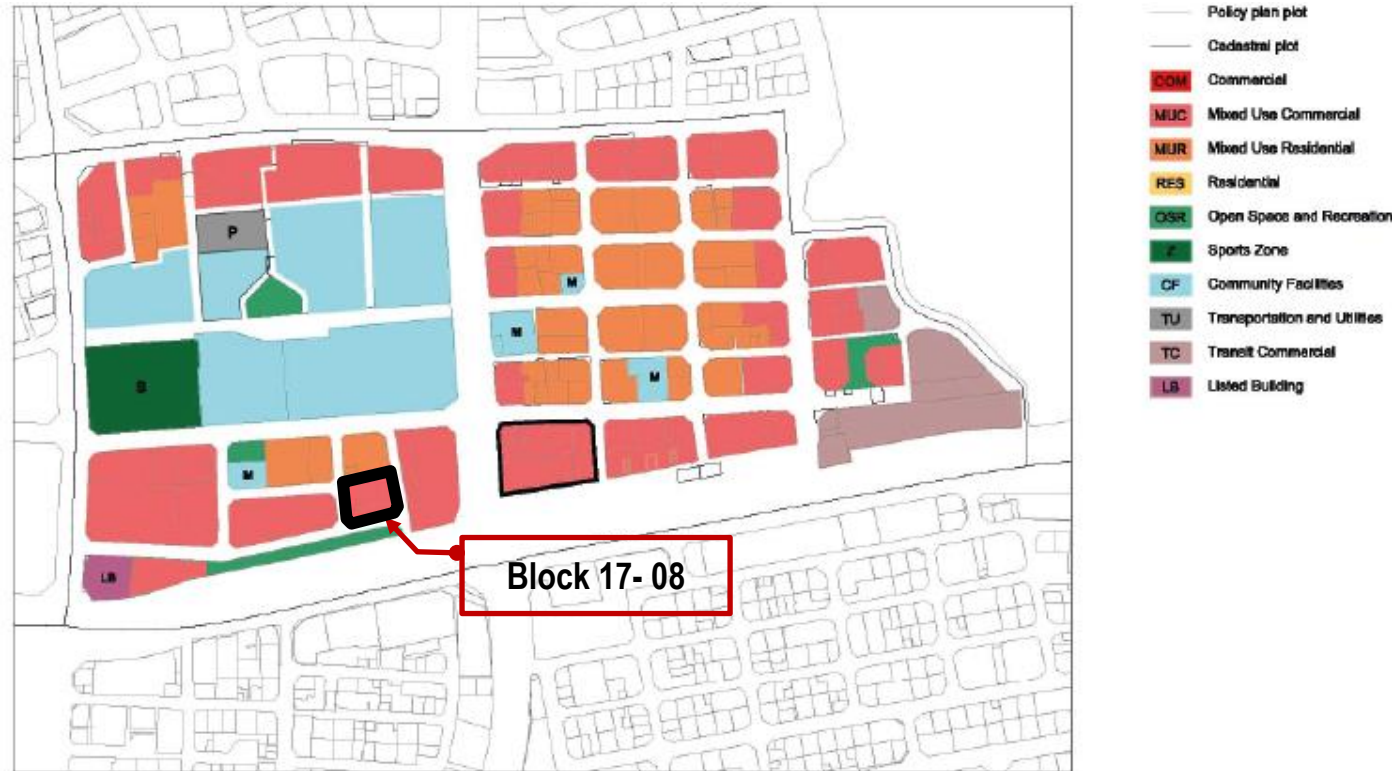 Policy plan plot
Cadastral plot
COM Commercial
MUC Mixed Use Commercial
MUR Mixed Use Residential
RES Residential
OSR Open Space and Recreation
Sports Zone
CF Community Facilities
TU Transportation and Utilities
TC Transit Commercial
LB Listed Building
P
M
M
S
M
M
LB
Block 17- 08